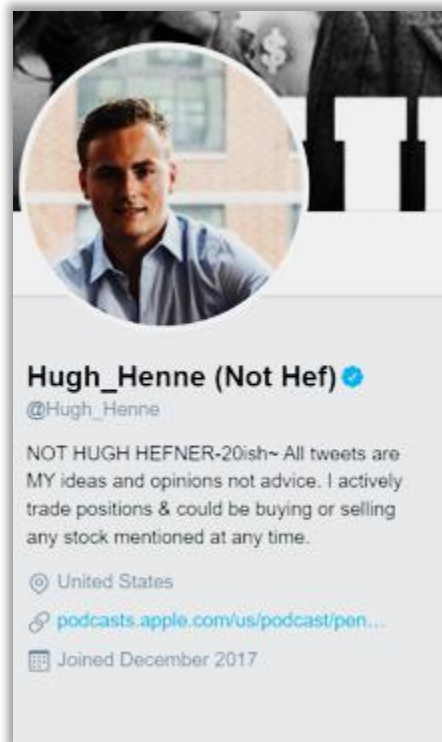 $
Hugh_Henne (Not Hef)
@Hugh_Henne
NOT HUGH HEFNER-20ish~ All tweets are
MY ideas and opinions not advice. I actively
trade positions & could be buying or selling
any stock mentioned at any time.
United States
podcasts.apple.com/us/podcast/pen…
Joined December 2017